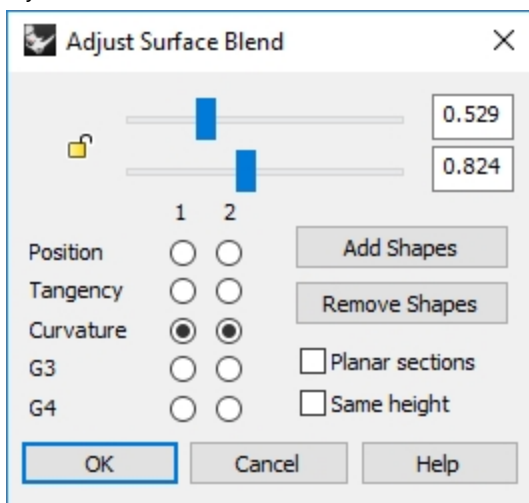 Adjust Surface Blend
0.529
0.824
1 2
Position
Tangency
Curvature
G3
G4
Add Shapes
Remove Shapes
Planar sections
Same height
OK Cancel Help